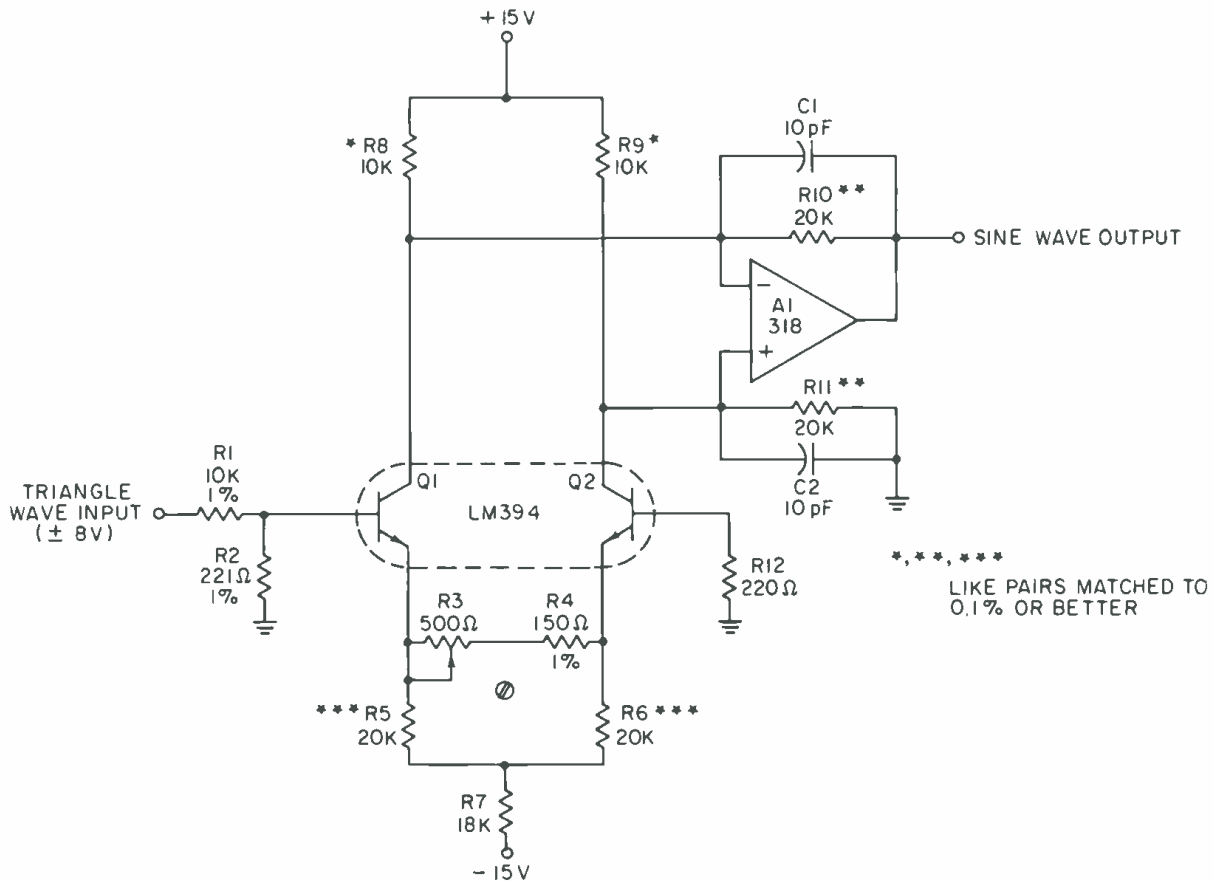 +15V
* R8
10K
R9 *
10K
C1
10pF
R10 **
20K
SINE WAVE OUTPUT
−
A1
318
+
R11 **
20K
C2
10pF
R1
10K
1%
TRIANGLE
WAVE INPUT
(± 8V)
R2
221Ω
1%
Q1
Q2
LM394
R12
220Ω
*,**,***
LIKE PAIRS MATCHED TO
0.1% OR BETTER
R3
500Ω
R4
150Ω
1%
*** R5
20K
R6 ***
20K
R7
18K
−15V